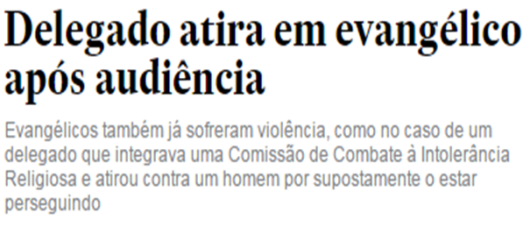 Delegado atira em evangélico
após audiência
Evangélicos também já sofreram violência, como no caso de um
delegado que integrava uma Comissão de Combate à Intolerância
Religiosa e atirou contra um homem por supostamente o estar
perseguindo